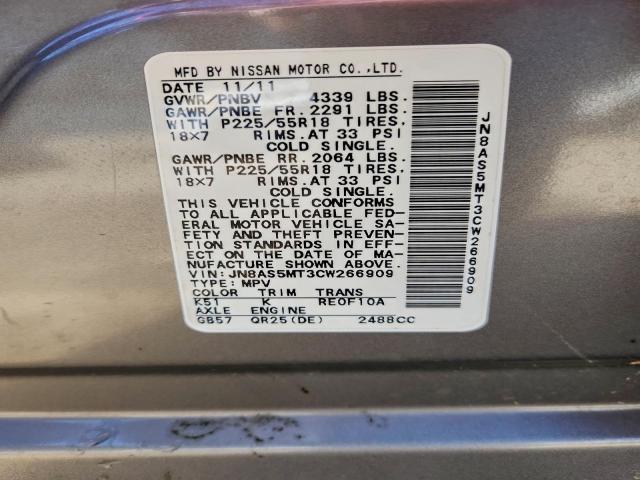 MFD BY NISSAN MOTOR CO.,LTD.
DATE 11/11
GVWR/PNBV 4339 LBS.
GAWR/PNBE FR. 2291 LBS.
WITH P225/55R18 TIRES.
18X7 RIMS.AT 33 PSI
COLD SINGLE.
GAWR/PNBE RR. 2064 LBS.
WITH P225/55R18 TIRES.
18X7 RIMS.AT 33 PSI
COLD SINGLE.
THIS VEHICLE CONFORMS
TO ALL APPLICABLE FED-
ERAL MOTOR VEHICLE SA-
FETY AND THEFT PREVEN-
TION STANDARDS IN EFF-
ECT ON THE DATE OF MA-
NUFACTURE SHOWN ABOVE.
VIN:JN8AS5MT3CW266909
TYPE:MPV
COLOR TRIM TRANS
K51 K RE0F10A
AXLE ENGINE
GB57 QR25(DE) 2488CC
JN8AS5MT3CW266909